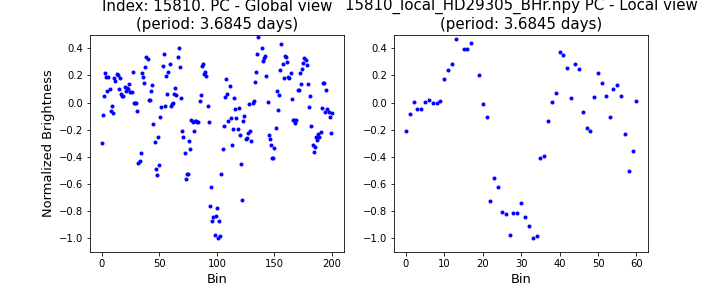 Index: 15810. PC - Global view
(period: 3.6845 days)
15810_local_HD29305_BHr.npy PC - Local view
(period: 3.6845 days)
Normalized Brightness
0.4
0.2
0.0
−0.2
−0.4
−0.6
−0.8
−1.0
0 50 100 150 200
Bin
0.4
0.2
0.0
−0.2
−0.4
−0.6
−0.8
−1.0
0 10 20 30 40 50 60
Bin